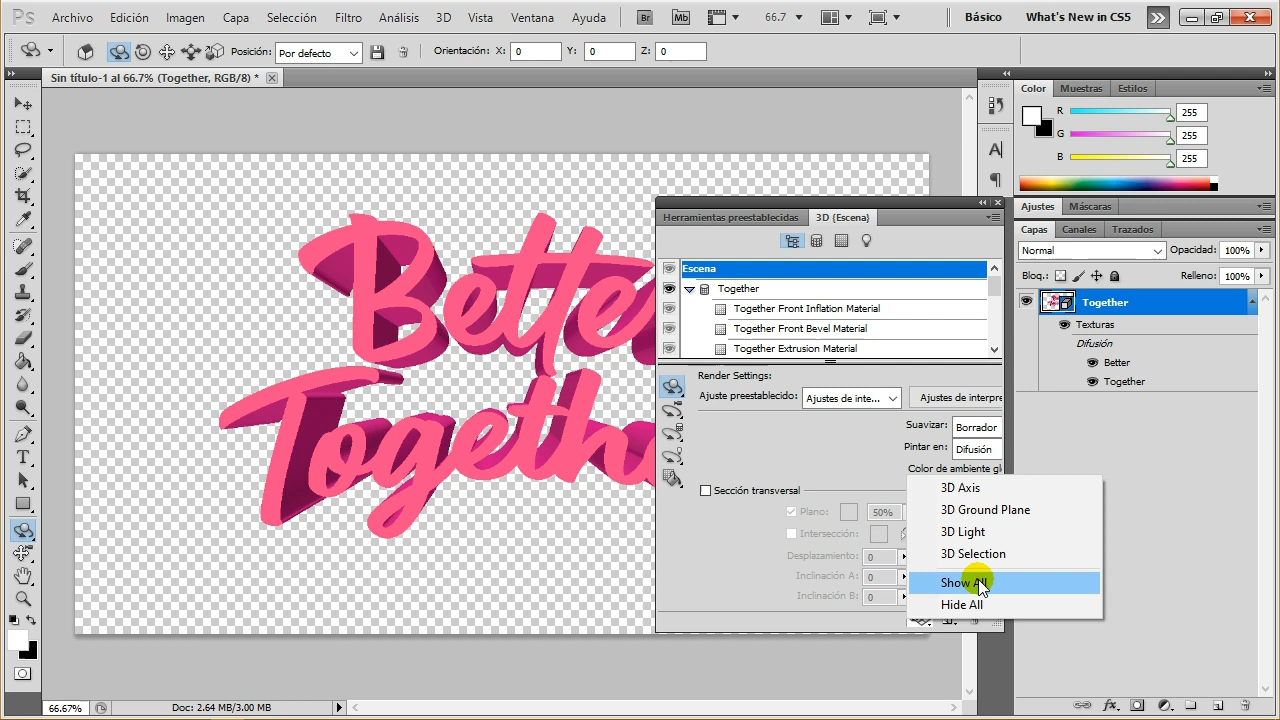 Ps Archivo Edición Imagen Capa Selección Filtro Análisis 3D Vista Ventana Ayuda Br Mb 66.7 Básico What's New in CS5
Posición: Por defecto Orientación: X: 0 Y: 0 Z: 0
Sin título-1 al 66.7% (Together, RGB/8) *
Better
Together
66.67% Doc: 2.64 MB/3.00 MB
Herramientas preestablecidas 3D {Escena}
Escena
Together
Together Front Inflation Material
Together Front Bevel Material
Together Extrusion Material
Render Settings:
Ajuste preestablecido: Ajustes de inte... Ajustes de interpre
Suavizar: Borrador
Pintar en: Difusión
Color de ambiente gl
Sección transversal
Plano: 50%
Intersección:
Desplazamiento: 0
Inclinación A: 0
Inclinación B: 0
3D Axis
3D Ground Plane
3D Light
3D Selection
Show All
Hide All
Color Muestras Estilos
R 255
G 255
B 255
Ajustes Máscaras
Capas Canales Trazados
Normal Opacidad: 100%
Bloq.: Relleno: 100%
Together
Texturas
Difusión
Better
Together